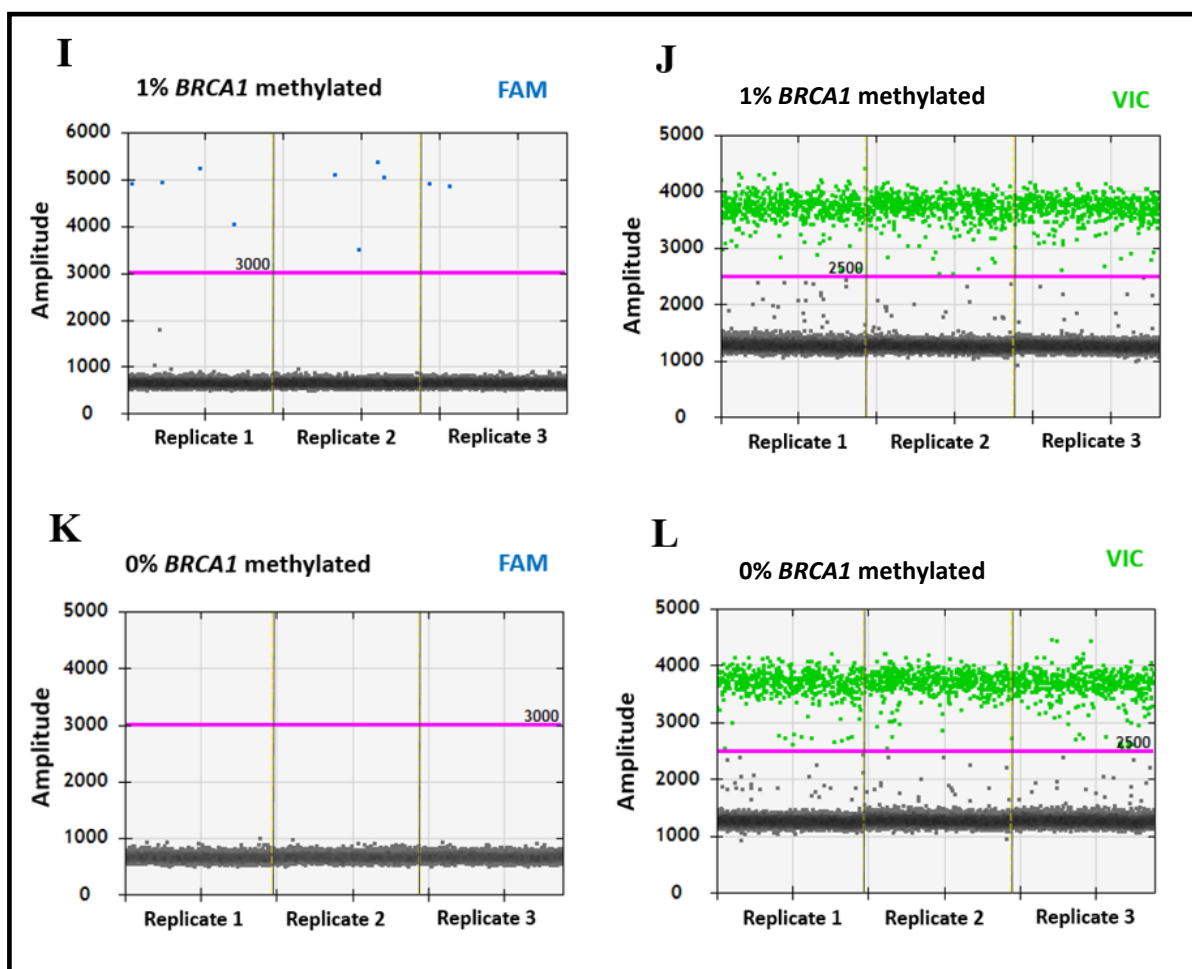 I
1% BRCA1 methylated FAM
6000
5000
4000
3000
2000
1000
0
Amplitude
3000
Replicate 1 Replicate 2 Replicate 3
J
1% BRCA1 methylated VIC
5000
4000
3000
2000
1000
0
Amplitude
2500
Replicate 1 Replicate 2 Replicate 3
K
0% BRCA1 methylated FAM
5000
4000
3000
2000
1000
0
Amplitude
3000
Replicate 1 Replicate 2 Replicate 3
L
0% BRCA1 methylated VIC
5000
4000
3000
2000
1000
0
Amplitude
2500
Replicate 1 Replicate 2 Replicate 3